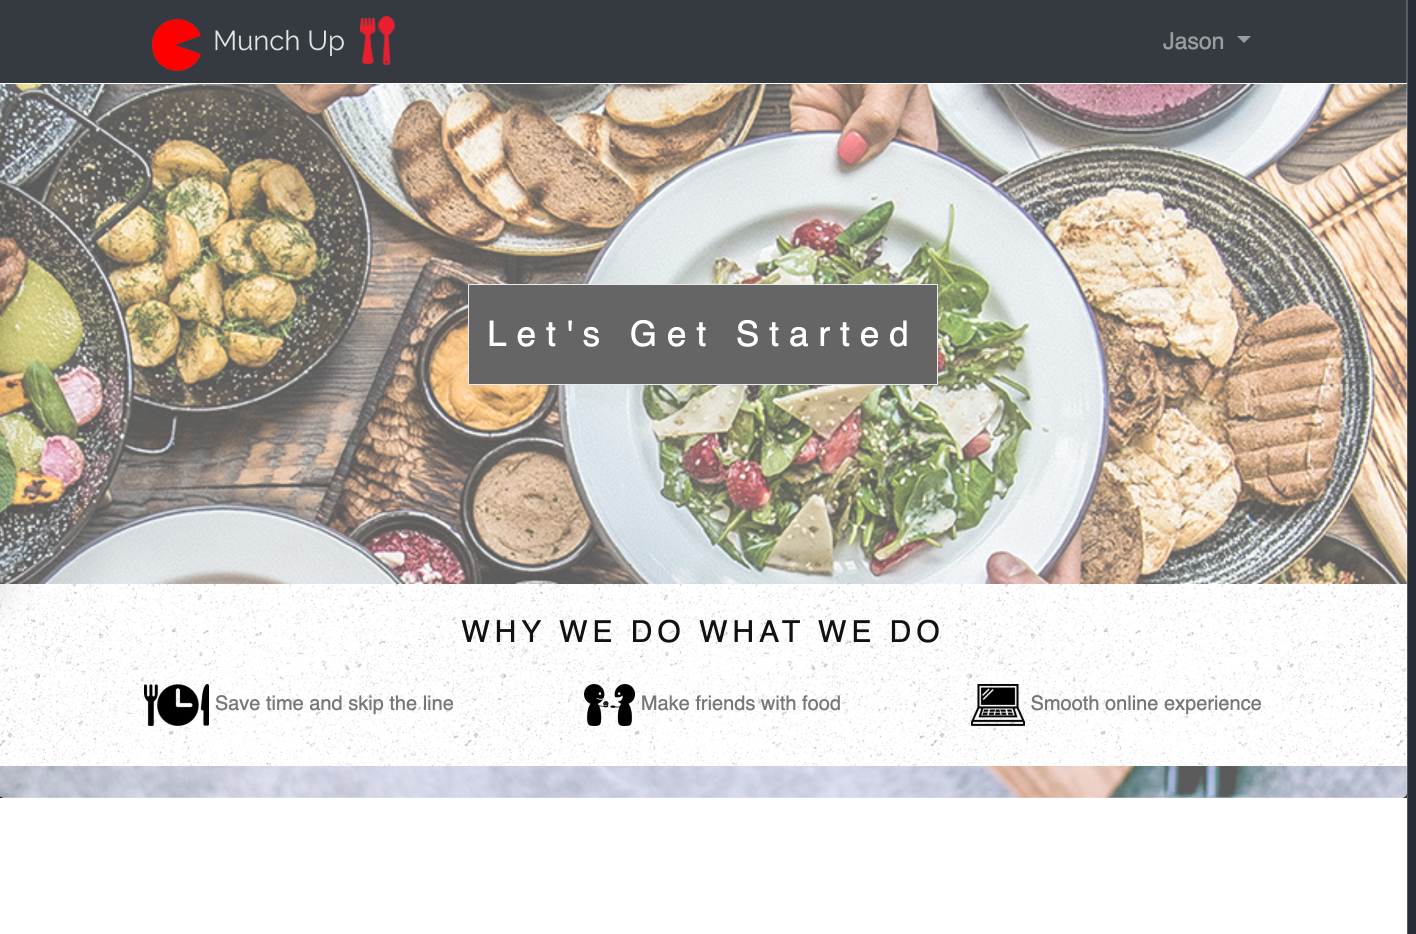 Munch Up
Jason
Let's Get Started
WHY WE DO WHAT WE DO
Save time and skip the line
Make friends with food
Smooth online experience